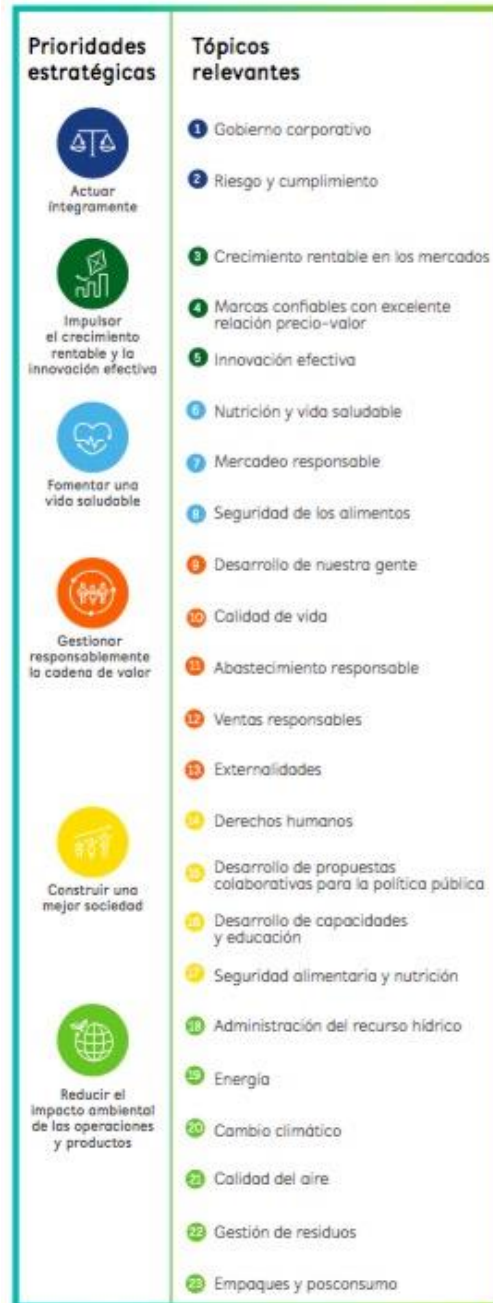 Prioridades
estratégicas
Tópicos
relevantes
Actuar
íntegramente
1 Gobierno corporativo
2 Riesgo y cumplimiento
Impulsar
el crecimiento
rentable y la
innovación efectiva
3 Crecimiento rentable en los mercados
4 Marcas confiables con excelente
relación precio-valor
5 Innovación efectiva
Fomentar una
vida saludable
6 Nutrición y vida saludable
7 Mercadeo responsable
8 Seguridad de los alimentos
Gestionar
responsablemente
la cadena de valor
9 Desarrollo de nuestra gente
10 Calidad de vida
11 Abastecimiento responsable
12 Ventas responsables
13 Externalidades
Construir una
mejor sociedad
14 Derechos humanos
15 Desarrollo de propuestas
colaborativas para la política pública
16 Desarrollo de capacidades
y educación
17 Seguridad alimentaria y nutrición
Reducir el
impacto ambiental
de las operaciones
y productos
18 Administración del recurso hídrico
19 Energía
20 Cambio climático
21 Calidad del aire
22 Gestión de residuos
23 Empaques y posconsumo